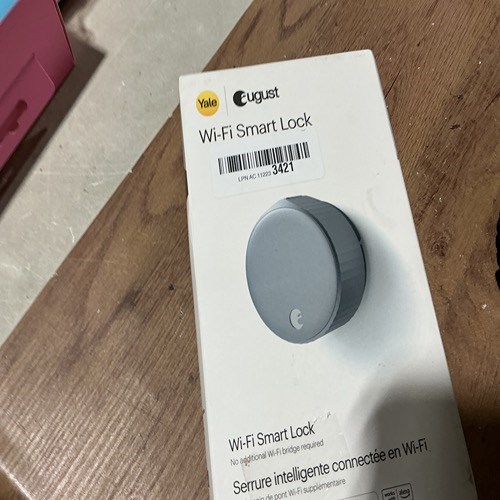 Yale august
Wi-Fi Smart Lock
LPN AC 11223 3421
Wi-Fi Smart Lock
No additional Wi-Fi bridge required
Serrure intelligente connectée en Wi-Fi
de pont Wi-Fi supplémentaire